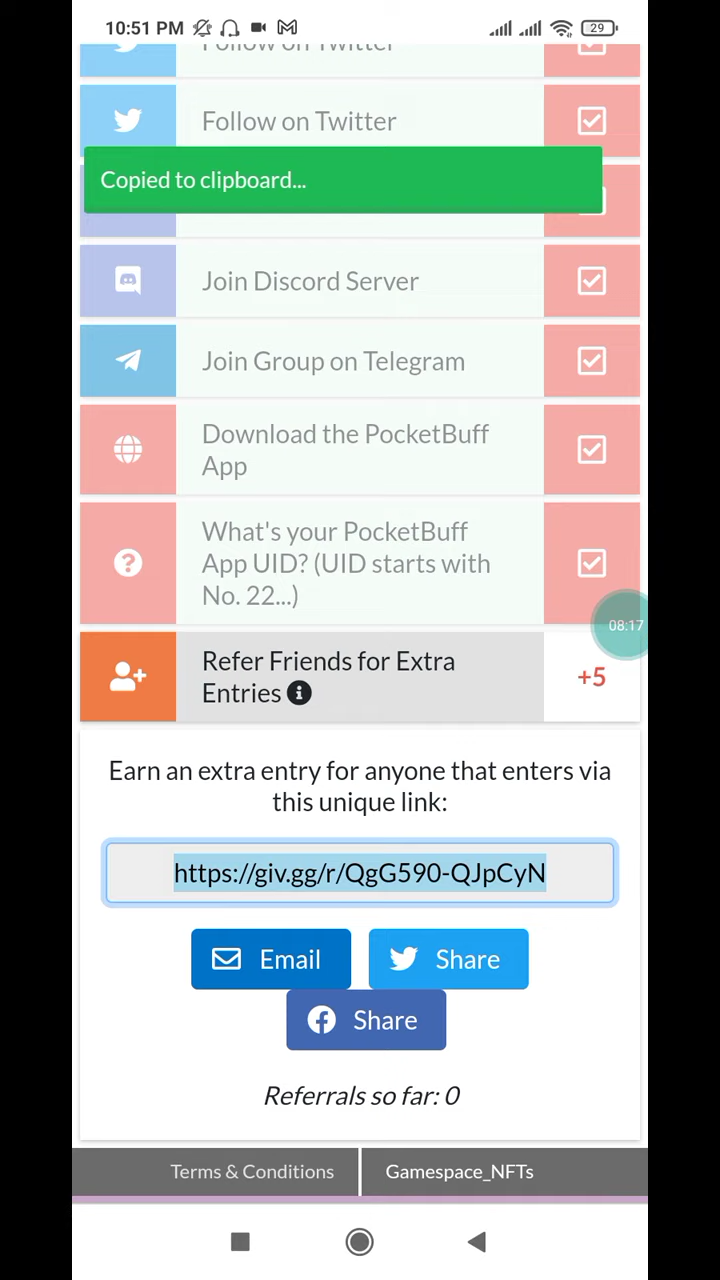 10:51 PM
29
Follow on Twitter
Follow on Twitter
Copied to clipboard...
Join Discord Server
Join Group on Telegram
Download the PocketBuff
App
What's your PocketBuff
App UID? (UID starts with
No. 22...)
08:17
Refer Friends for Extra
Entries
+5
Earn an extra entry for anyone that enters via
this unique link:
https://giv.gg/r/QgG590-QJpCyN
Email
Share
Share
Referrals so far: 0
Terms & Conditions
Gamespace_NFTs